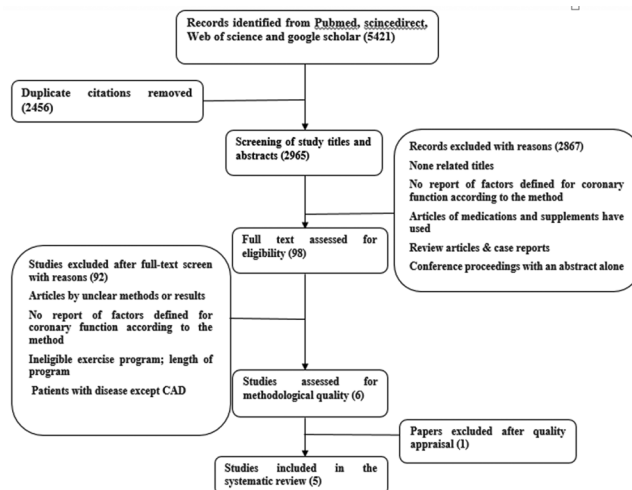 Records identified from Pubmed, scincedirect,
Web of science and google scholar (5421)
Duplicate citations removed
(2456)
Screening of study titles and
abstracts (2965)
Records excluded with reasons (2867)
None related titles
No report of factors defined for coronary
function according to the method
Articles of medications and supplements have
used
Review articles & case reports
Conference proceedings with an abstract alone
Full text assessed for
eligibility (98)
Studies excluded after full-text screen
with reasons (92)
Articles by unclear methods or results
No report of factors defined for
coronary function according to the
method
Ineligible exercise program; length of
program
Patients with disease except CAD
Studies assessed for
methodological quality (6)
Papers excluded after quality
appraisal (1)
Studies included in the
systematic review (5)